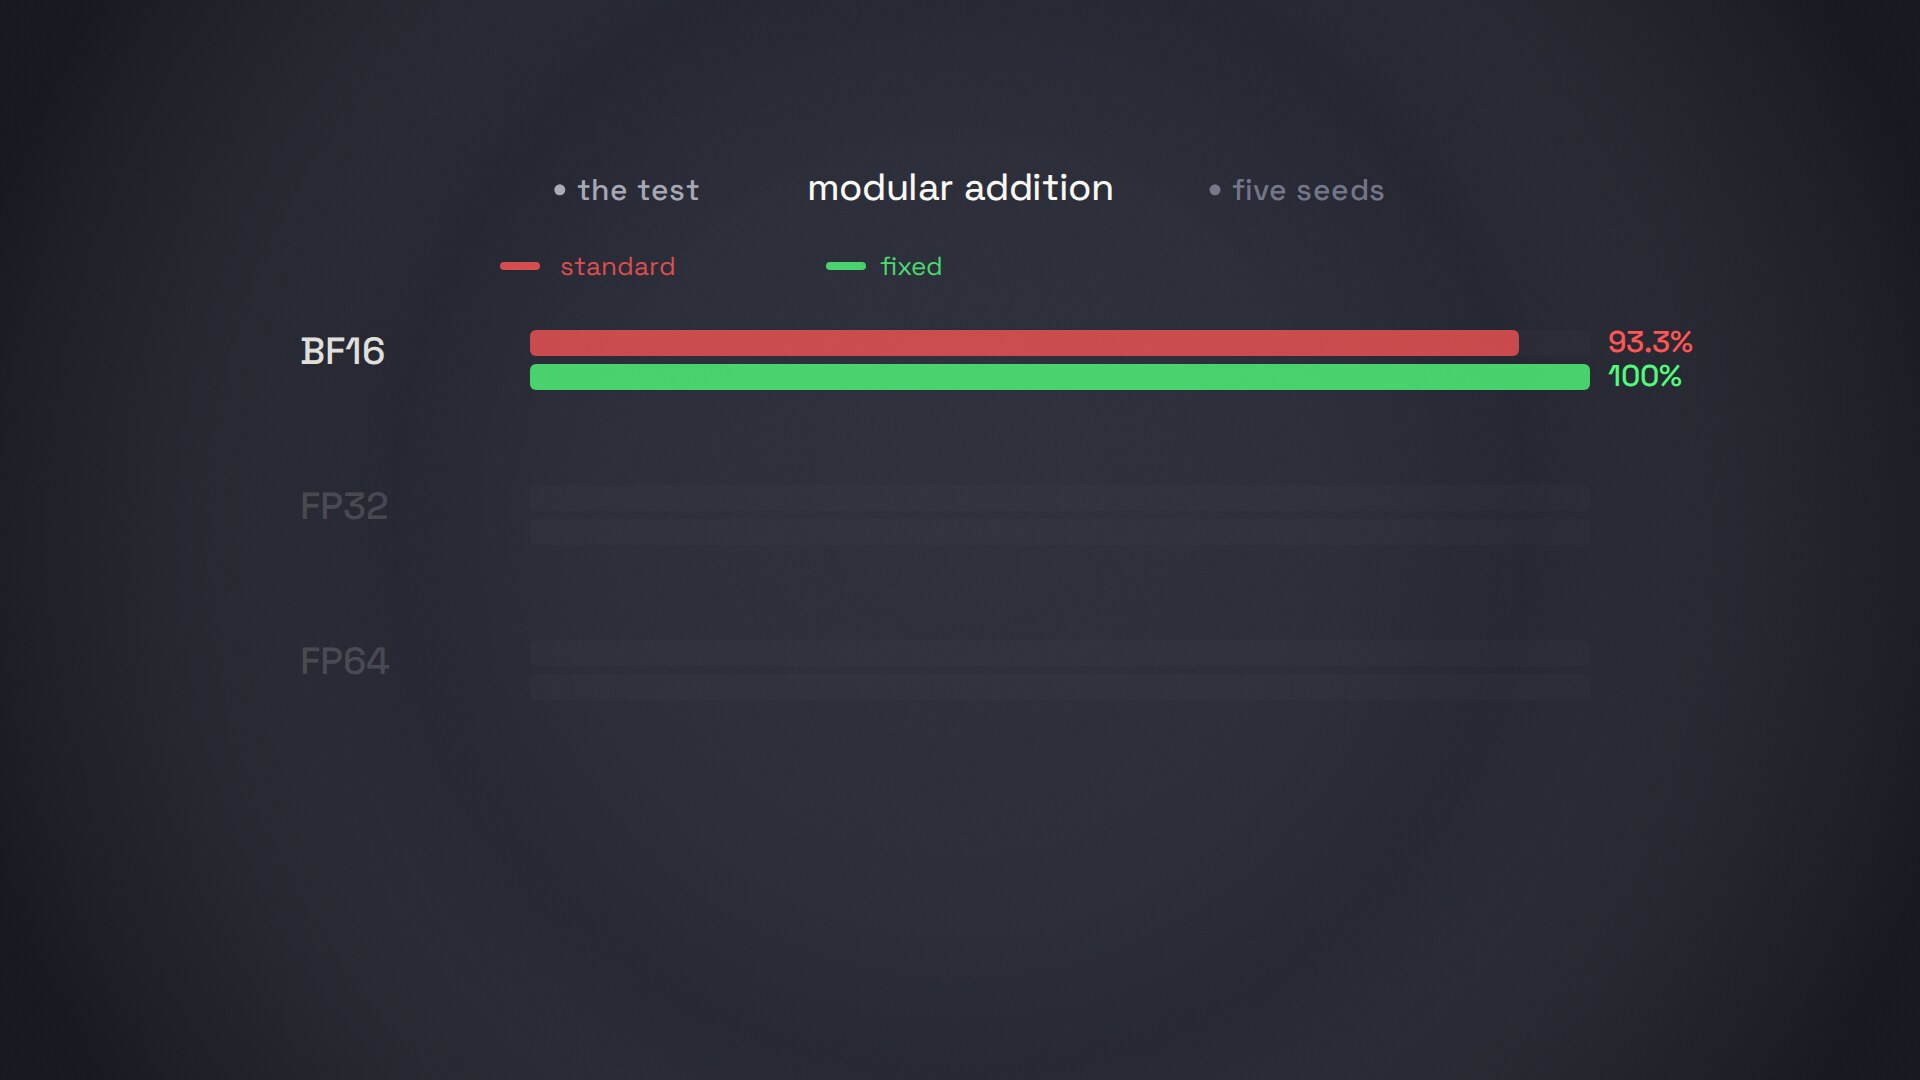 the test modular addition five seeds
standard fixed
BF16 93.3%
100%
FP32
FP64